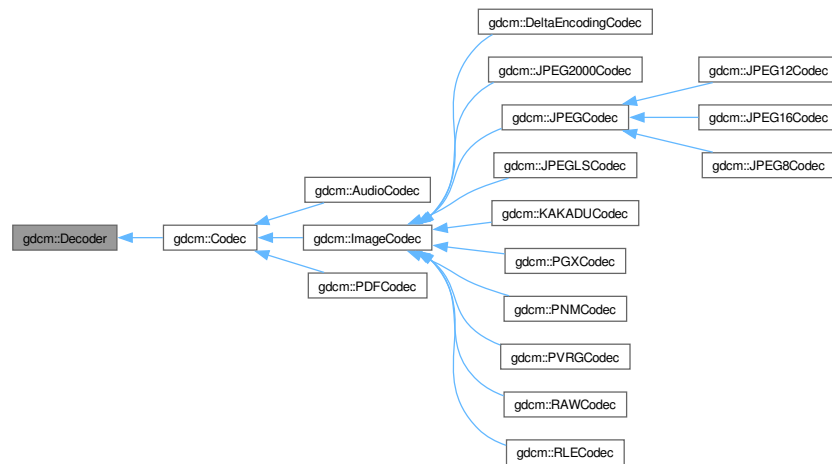 gdcm::DeltaEncodingCodec
gdcm::JPEG2000Codec
gdcm::JPEG12Codec
gdcm::JPEGCodec
gdcm::JPEG16Codec
gdcm::JPEGLSCodec
gdcm::JPEG8Codec
gdcm::AudioCodec
gdcm::KAKADUCodec
gdcm::Decoder
gdcm::Codec
gdcm::ImageCodec
gdcm::PGXCodec
gdcm::PDFCodec
gdcm::PNMCodec
gdcm::PVRGCodec
gdcm::RAWCodec
gdcm::RLECodec